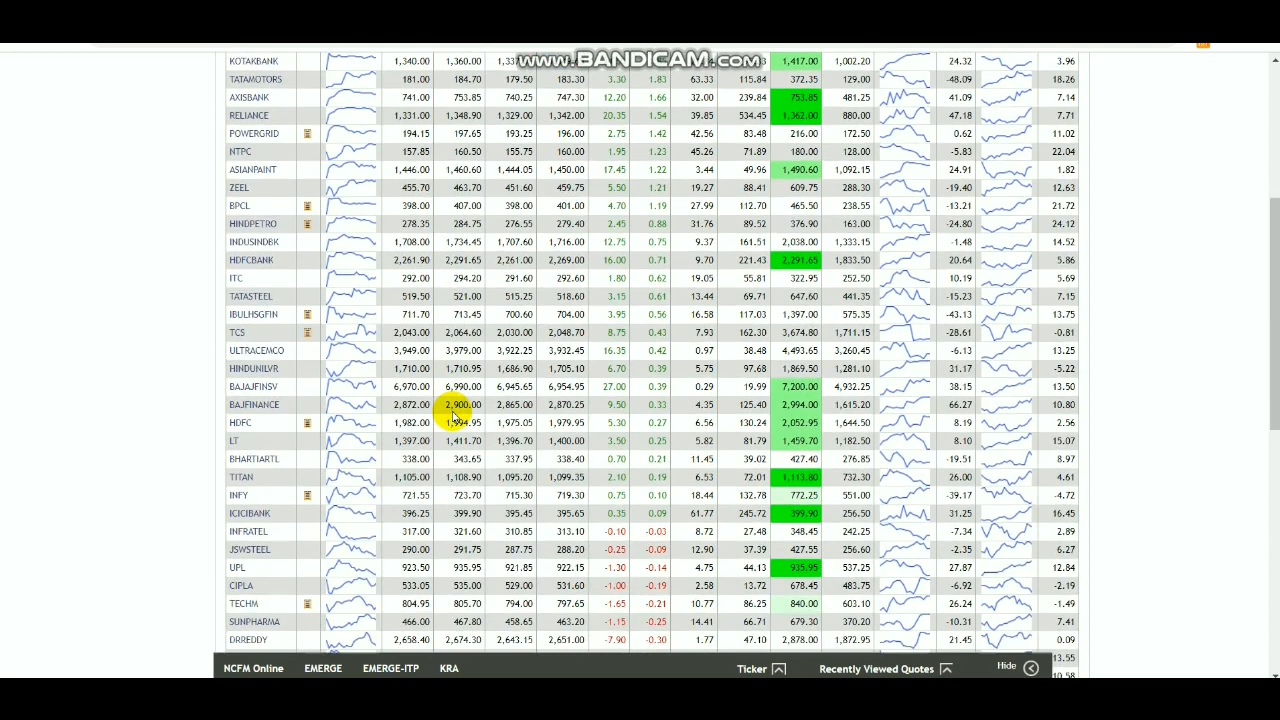 www.BANDICAM.com
KOTAKBANK 1,340.00 1,360.00 1,417.00 1,002.20 24.32 3.96
TATAMOTORS 181.00 184.70 179.50 183.30 3.30 1.83 63.33 115.84 372.35 129.00 -48.09 18.26
AXISBANK 741.00 753.85 740.25 747.30 12.20 1.66 32.00 239.84 753.85 481.25 41.09 7.14
RELIANCE 1,331.00 1,348.90 1,329.00 1,342.00 20.35 1.54 39.85 534.45 1,362.00 880.00 47.18 7.71
POWERGRID 194.15 197.65 193.25 196.00 2.75 1.42 42.56 83.48 216.00 172.50 0.62 11.02
NTPC 157.85 160.50 155.75 160.00 1.95 1.23 45.26 71.89 180.00 128.00 -5.83 22.04
ASIANPAINT 1,446.00 1,460.60 1,444.05 1,450.00 17.45 1.22 3.44 49.96 1,490.60 1,092.15 24.91 1.82
ZEEL 455.70 463.70 451.60 459.75 5.50 1.21 19.27 88.41 609.75 288.30 -19.40 12.63
BPCL 398.00 407.00 398.00 401.00 4.70 1.19 27.99 112.70 465.50 238.55 -13.21 21.72
HINDPETRO 278.35 284.75 276.55 279.40 2.45 0.88 31.76 89.52 376.90 163.00 -24.80 24.12
INDUSINDBK 1,708.00 1,734.45 1,707.60 1,716.00 12.75 0.75 9.37 161.51 2,038.00 1,333.15 -1.48 14.52
HDFCBANK 2,261.90 2,291.65 2,261.00 2,269.00 16.00 0.71 9.70 221.43 2,291.65 1,833.50 20.64 5.86
ITC 292.00 294.20 291.60 292.60 1.80 0.62 19.05 55.81 322.95 252.50 10.19 5.69
TATASTEEL 519.50 521.00 515.25 518.60 3.15 0.61 13.44 69.71 647.60 441.35 -15.23 7.15
IBULHSGFIN 711.70 713.45 700.60 704.00 3.95 0.56 16.58 117.03 1,397.00 575.35 -43.13 13.75
TCS 2,043.00 2,064.60 2,030.00 2,048.70 8.75 0.43 7.93 162.30 3,674.80 1,711.15 -28.61 -0.81
ULTRACEMCO 3,949.00 3,979.00 3,922.25 3,932.45 16.35 0.42 0.97 38.48 4,493.65 3,260.45 -6.13 13.25
HINDUNILVR 1,710.00 1,710.95 1,686.90 1,705.10 6.70 0.39 5.75 97.68 1,869.50 1,281.10 31.17 -5.22
BAJAJFINSV 6,970.00 6,990.00 6,945.65 6,954.95 27.00 0.39 0.29 19.99 7,200.00 4,932.25 38.15 13.50
BAJFINANCE 2,872.00 2,900.00 2,865.00 2,870.25 9.50 0.33 4.35 125.40 2,994.00 1,615.20 66.27 10.80
HDFC 1,982.00 1,994.95 1,975.05 1,979.95 5.30 0.27 6.56 130.24 2,052.95 1,644.50 8.19 2.56
LT 1,397.00 1,411.70 1,396.70 1,400.00 3.50 0.25 5.82 81.79 1,459.70 1,182.50 8.10 15.07
BHARTIARTL 338.00 343.65 337.95 338.40 0.70 0.21 11.45 39.02 427.40 276.85 -19.51 8.97
TITAN 1,105.00 1,108.90 1,095.20 1,099.35 2.10 0.19 6.53 72.01 1,113.80 732.30 26.00 4.61
INFY 721.55 723.70 715.30 719.30 0.75 0.10 18.44 132.78 772.25 551.00 -39.17 -4.72
ICICIBANK 396.25 399.90 395.45 395.65 0.35 0.09 61.77 245.72 399.90 256.50 31.25 16.45
INFRATEL 317.00 321.60 310.85 313.10 -0.10 -0.03 8.72 27.48 348.45 242.25 -7.34 2.89
JSWSTEEL 290.00 291.75 287.75 288.20 -0.25 -0.09 12.90 37.39 427.55 256.60 -2.35 6.27
UPL 923.50 935.95 921.85 922.15 -1.30 -0.14 4.75 44.13 935.95 537.25 27.87 12.84
CIPLA 533.05 535.00 529.00 531.60 -1.00 -0.19 2.58 13.72 678.45 483.75 -6.92 -2.19
TECHM 804.95 805.70 794.00 797.65 -1.65 -0.21 10.77 86.25 840.00 603.10 26.24 -1.49
SUNPHARMA 466.00 467.80 458.65 463.20 -1.15 -0.25 14.41 66.71 679.30 370.20 -10.31 7.41
DRREDDY 2,658.40 2,674.30 2,643.15 2,651.00 -7.90 -0.30 1.77 47.10 2,878.00 1,872.95 21.45 0.09
13.55
NCFM Online EMERGE EMERGE-ITP KRA Ticker Recently Viewed Quotes Hide
10.58